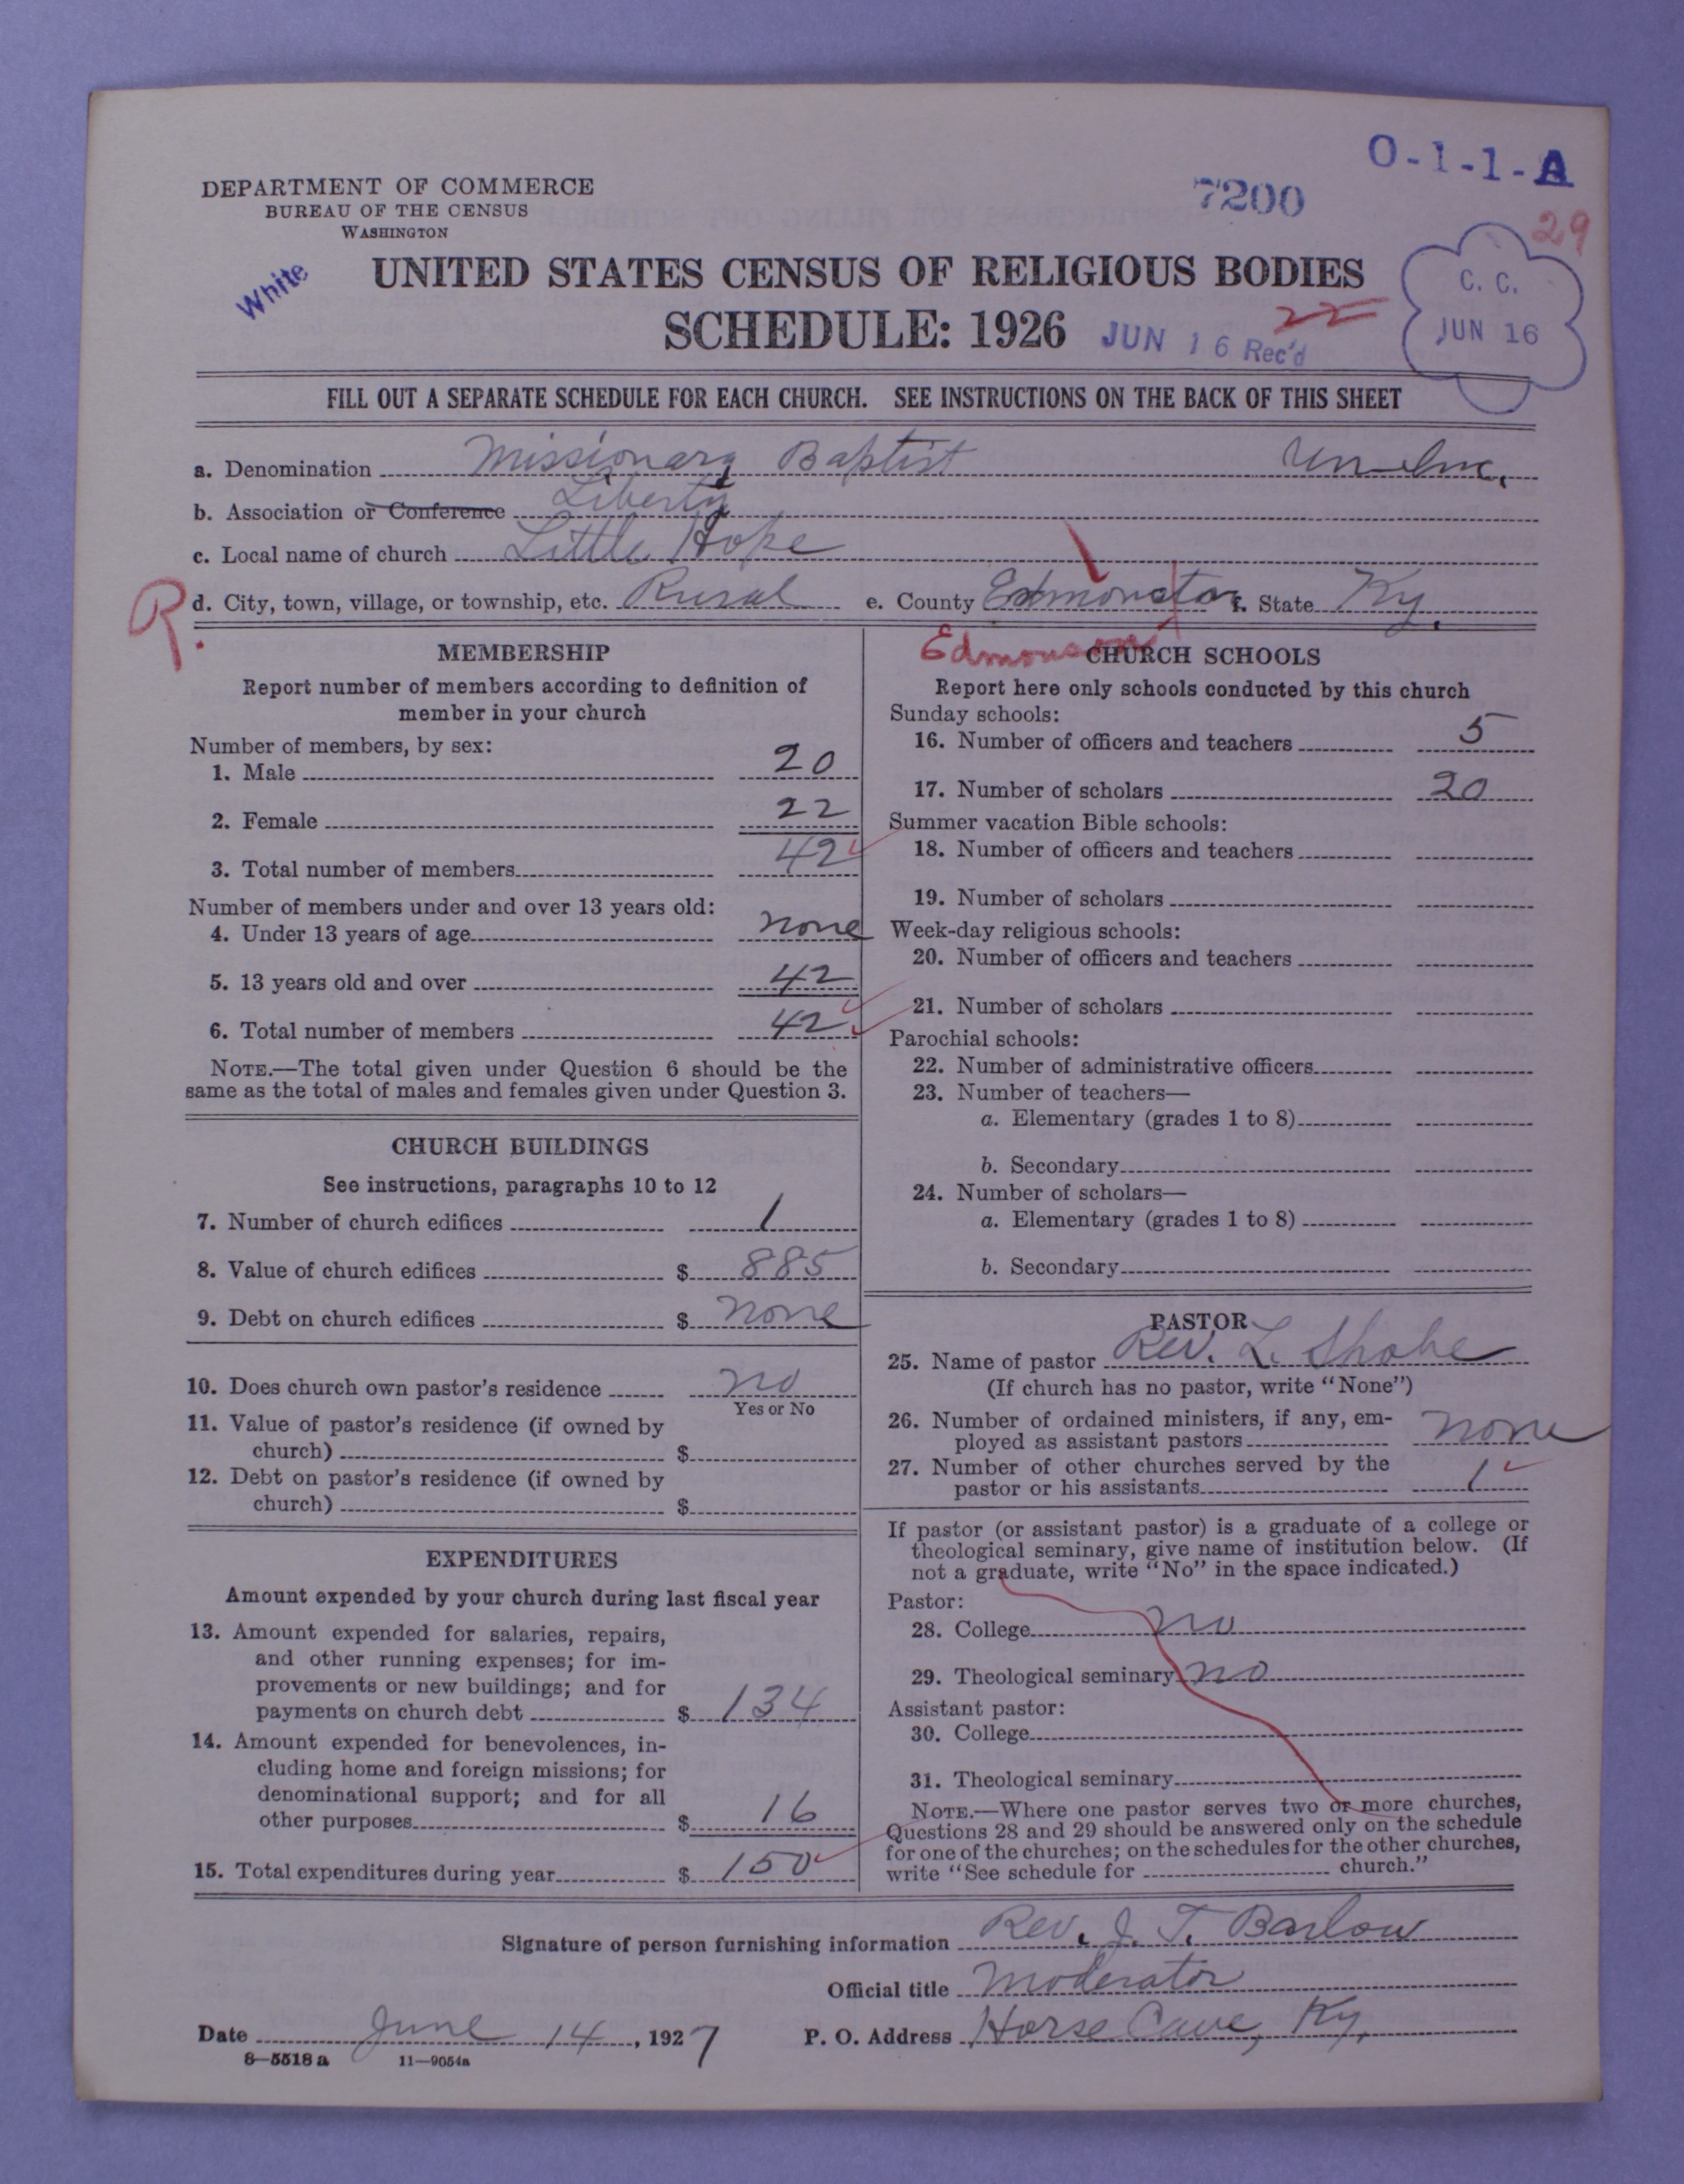 O-1-1-A
DEPARTMENT OF COMMERCE
BUREAU OF THE CENSUS
WASHINGTON
7200
29
White
UNITED STATES CENSUS OF RELIGIOUS BODIES
SCHEDULE: 1926
JUN 16 Rec'd
22
C. C.
JUN 16
FILL OUT A SEPARATE SCHEDULE FOR EACH CHURCH. SEE INSTRUCTIONS ON THE BACK OF THIS SHEET
a. Denomination Missionary Baptist Un-Inc.
b. Association or Conference Liberty
c. Local name of church Little Hope
R.
d. City, town, village, or township, etc. Rural e. County Edmonston f. State Ky.
Edmonson
MEMBERSHIP
Report number of members according to definition of
member in your church
Number of members, by sex:
1. Male 20
2. Female 22
3. Total number of members 42
Number of members under and over 13 years old:
4. Under 13 years of age none
5. 13 years old and over 42
6. Total number of members 42
NOTE.—The total given under Question 6 should be the
same as the total of males and females given under Question 3.
CHURCH BUILDINGS
See instructions, paragraphs 10 to 12
7. Number of church edifices 1
8. Value of church edifices $ 885
9. Debt on church edifices $ none
10. Does church own pastor's residence no
Yes or No
11. Value of pastor's residence (if owned by
church) $
12. Debt on pastor's residence (if owned by
church) $
EXPENDITURES
Amount expended by your church during last fiscal year
13. Amount expended for salaries, repairs,
and other running expenses; for im-
provements or new buildings; and for
payments on church debt $ 134
14. Amount expended for benevolences, in-
cluding home and foreign missions; for
denominational support; and for all
other purposes $ 16
15. Total expenditures during year $ 150
CHURCH SCHOOLS
Report here only schools conducted by this church
Sunday schools:
16. Number of officers and teachers 5
17. Number of scholars 20
Summer vacation Bible schools:
18. Number of officers and teachers
19. Number of scholars
Week-day religious schools:
20. Number of officers and teachers
21. Number of scholars
Parochial schools:
22. Number of administrative officers
23. Number of teachers—
a. Elementary (grades 1 to 8)
b. Secondary
24. Number of scholars—
a. Elementary (grades 1 to 8)
b. Secondary
PASTOR
25. Name of pastor Rev. L. Shobe
(If church has no pastor, write "None")
26. Number of ordained ministers, if any, em-
ployed as assistant pastors none
27. Number of other churches served by the
pastor or his assistants 1
If pastor (or assistant pastor) is a graduate of a college or
theological seminary, give name of institution below. (If
not a graduate, write "No" in the space indicated.)
Pastor:
28. College no
29. Theological seminary no
Assistant pastor:
30. College
31. Theological seminary
NOTE.—Where one pastor serves two or more churches,
Questions 28 and 29 should be answered only on the schedule
for one of the churches; on the schedules for the other churches,
write "See schedule for church."
Signature of person furnishing information Rev. J. T. Barlow
Official title Moderator
Date June 14, 1927 P. O. Address Horse Cave, Ky.
8—5518a 11—9054a